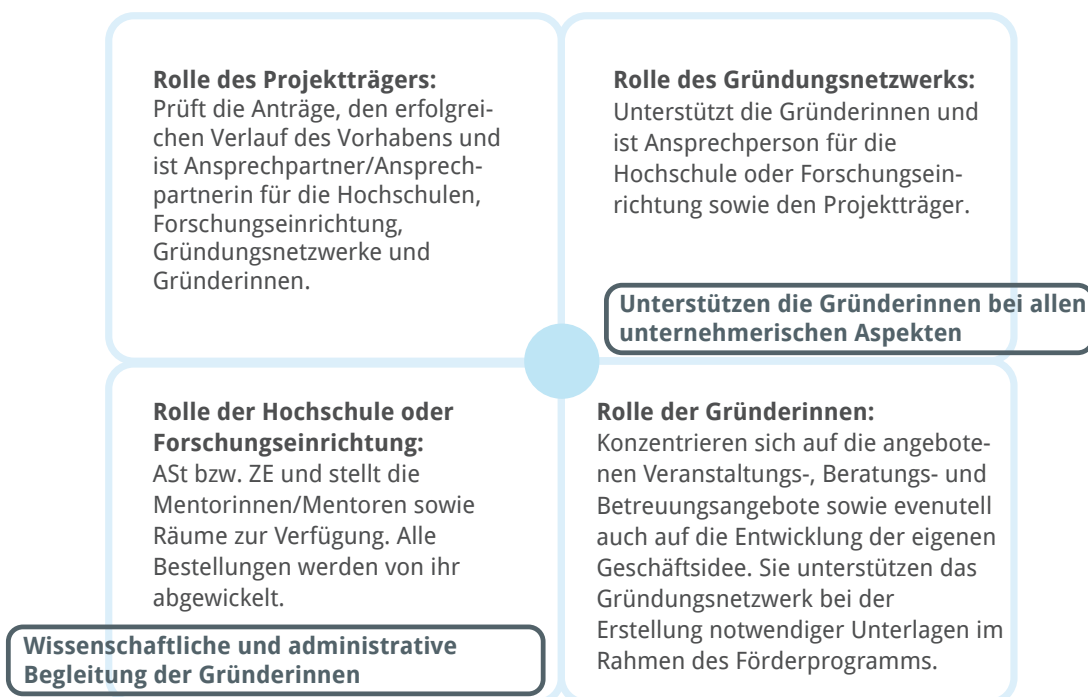 Rolle des Projektträgers:
Prüft die Anträge, den erfolgrei-
chen Verlauf des Vorhabens und
ist Ansprechpartner/Ansprech-
partnerin für die Hochschulen,
Forschungseinrichtung,
Gründungsnetzwerke und
Gründerinnen.
Rolle des Gründungsnetzwerks:
Unterstützt die Gründerinnen und
ist Ansprechperson für die
Hochschule oder Forschungsein-
richtung sowie den Projektträger.
Unterstützen die Gründerinnen bei allen
unternehmerischen Aspekten
Rolle der Hochschule oder
Forschungseinrichtung:
ASt bzw. ZE und stellt die
Mentorinnen/Mentoren sowie
Räume zur Verfügung. Alle
Bestellungen werden von ihr
abgewickelt.
Wissenschaftliche und administrative
Begleitung der Gründerinnen
Rolle der Gründerinnen:
Konzentrieren sich auf die angebote-
nen Veranstaltungs-, Beratungs- und
Betreuungsangebote sowie evenutell
auch auf die Entwicklung der eigenen
Geschäftsidee. Sie unterstützen das
Gründungsnetzwerk bei der
Erstellung notwendiger Unterlagen im
Rahmen des Förderprogramms.